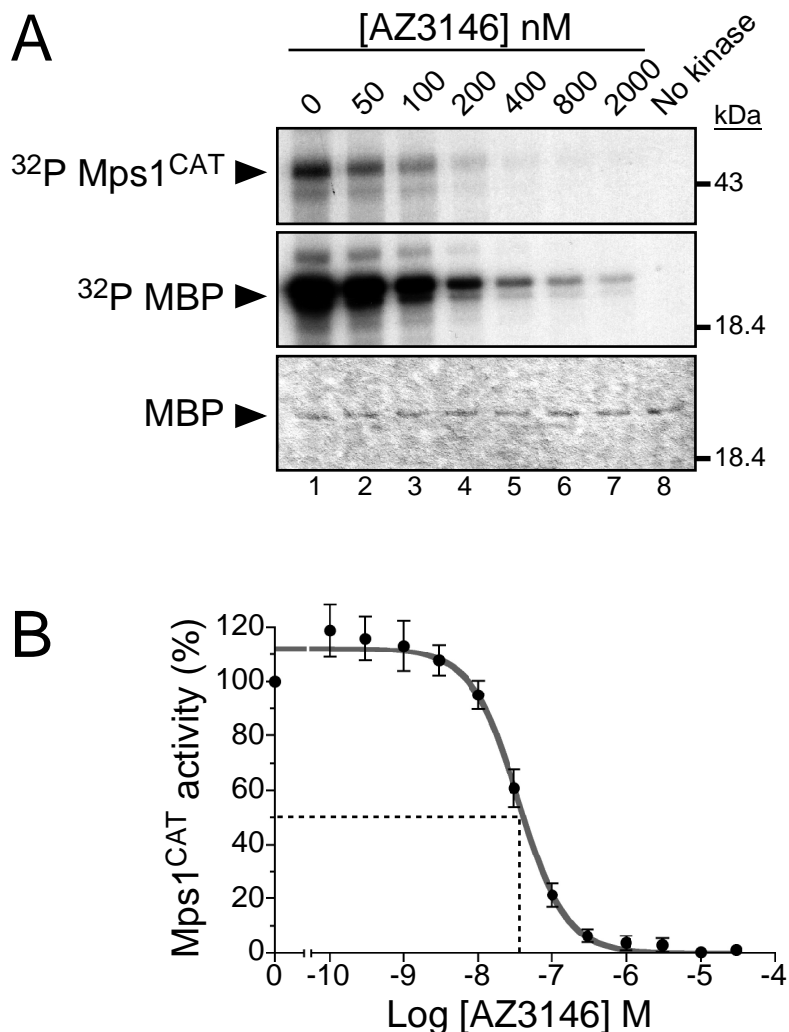 A
[AZ3146] nM
0 50 100 200 400 800 2000 No kinase
kDa
32P Mps1CAT
43
32P MBP
18.4
MBP
18.4
1 2 3 4 5 6 7 8
B
120
100
80
60
40
20
0
Mps1CAT activity (%)
0 -10 -9 -8 -7 -6 -5 -4
Log [AZ3146] M